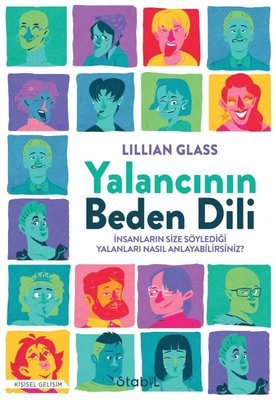 LILLIAN GLASS
Yalancının
Beden Dili
İNSANLARIN SİZE SÖYLEDİĞİ
YALANLARI NASIL ANLAYABİLİRSİNİZ?
KİŞİSEL GELİŞİM
stabil